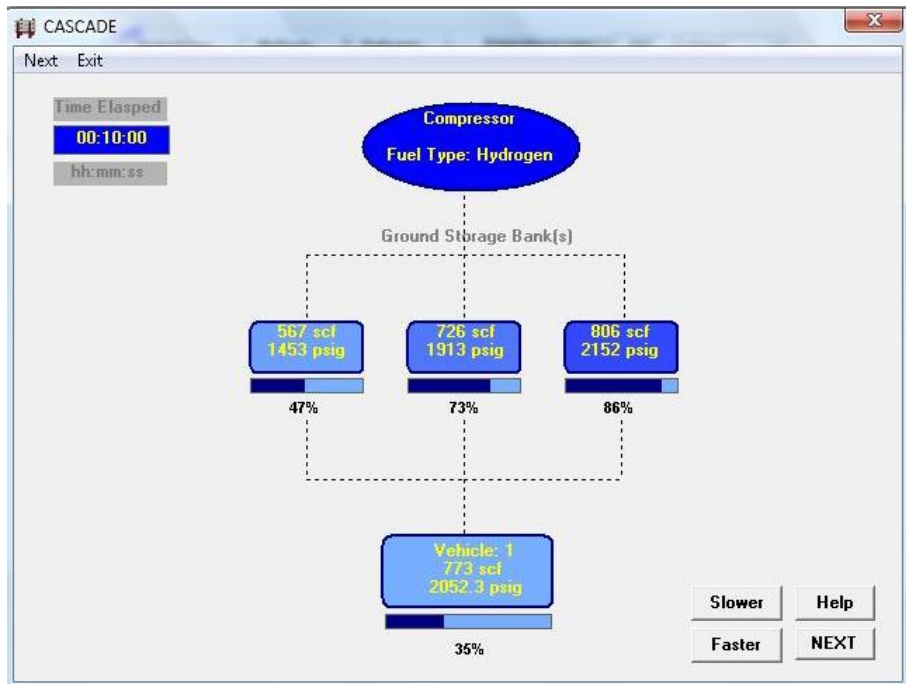 CASCADE
Next Exit
Time Elasped
00:10:00
hh:mm:ss
Compressor
Fuel Type: Hydrogen
Ground Storage Bank(s)
567 scf
1453 psig
47%
726 scf
1913 psig
73%
806 scf
2152 psig
86%
Vehicle: 1
773 scf
2052.3 psig
35%
Slower
Help
Faster
NEXT